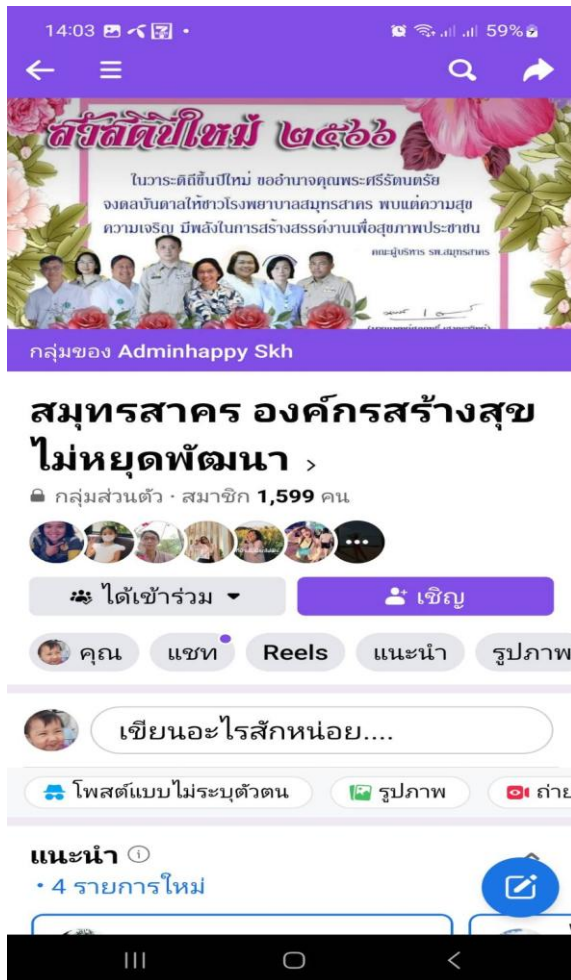 14:03
59%
สวัสดีปีใหม่ ๒๕๖๖
ในวาระดิถีขึ้นปีใหม่ ขออำนาจคุณพระศรีรัตนตรัย
จงดลบันดาลให้ชาวโรงพยาบาลสมุทรสาคร พบแต่ความสุข
ความเจริญ มีพลังในการสร้างสรรค์งานเพื่อสุขภาพประชาชน
คณะผู้บริหาร รพ.สมุทรสาคร
กลุ่มของ Adminhappy Skh
สมุทรสาคร องค์กรสร้างสุข
ไม่หยุดพัฒนา >
กลุ่มส่วนตัว · สมาชิก 1,599 คน
ได้เข้าร่วม
เชิญ
คุณ
แชท
Reels
แนะนำ
รูปภาพ
เขียนอะไรสักหน่อย....
โพสต์แบบไม่ระบุตัวตน
รูปภาพ
ถ่าย
แนะนำ
• 4 รายการใหม่